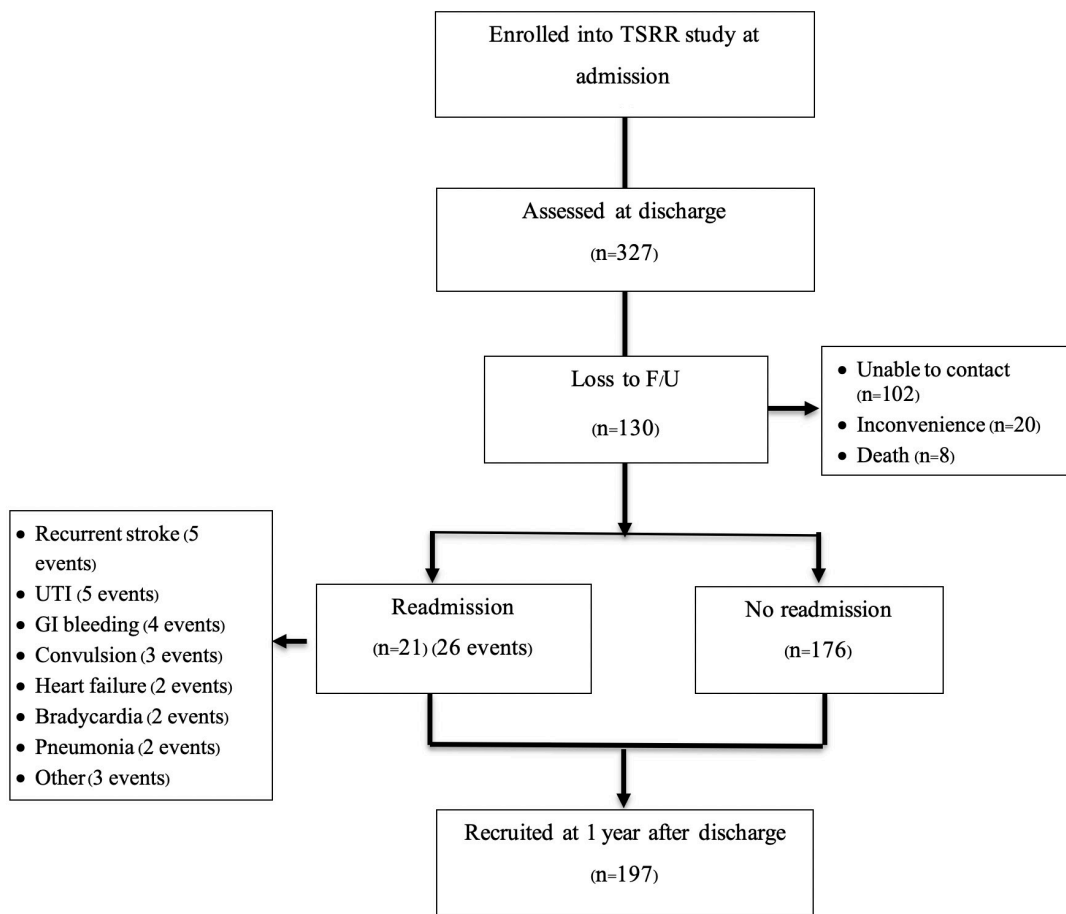 Enrolled into TSRR study at
admission
Assessed at discharge
(n=327)
Loss to F/U
(n=130)
• Unable to contact
(n=102)
• Inconvenience (n=20)
• Death (n=8)
• Recurrent stroke (5
events)
• UTI (5 events)
• GI bleeding (4 events)
• Convulsion (3 events)
• Heart failure (2 events)
• Bradycardia (2 events)
• Pneumonia (2 events)
• Other (3 events)
Readmission
(n=21) (26 events)
No readmission
(n=176)
Recruited at 1 year after discharge
(n=197)